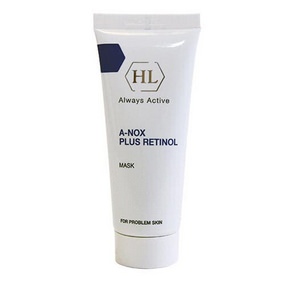 HL
Always Active
A-NOX
PLUS RETINOL
MASK
FOR PROBLEM SKIN